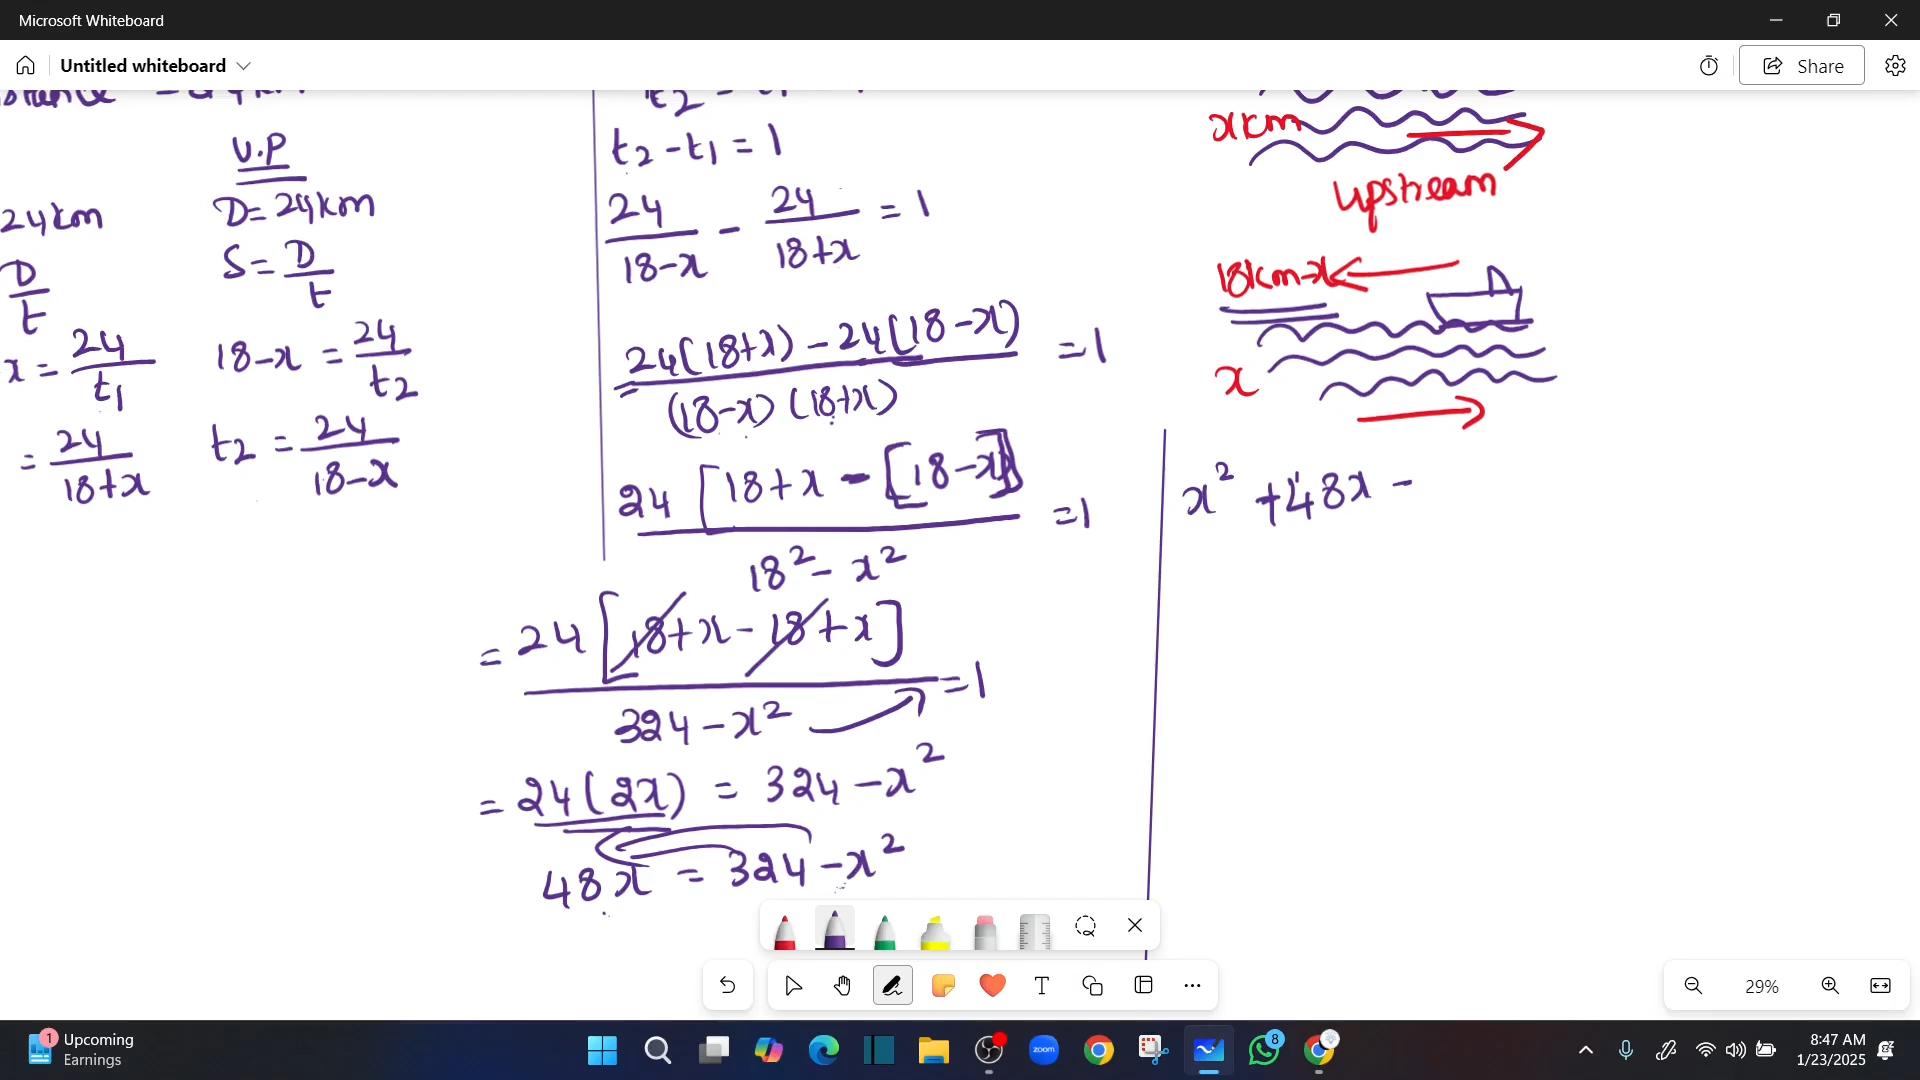 Microsoft Whiteboard
Untitled whiteboard
Share
U.P
24km
D = 24km
D/t
S = D/t
x = 24/t1
18-x = 24/t2
= 24/18+x
t2 = 24/18-x
t2 - t1 = 1
24/18-x - 24/18+x = 1
24(18+x) - 24(18-x)
(18-x)(18+x)
=1
24 [18+x - [18-x]]
18² - x²
=1
= 24 [18+x - 18+x]
324 - x²
=1
= 24(2x) = 324 - x²
48x = 324 - x²
xkm
Upstream
18km-x
x
x² + 48x -
29%
1
Upcoming
Earnings
zoom
8
8:47 AM
1/23/2025